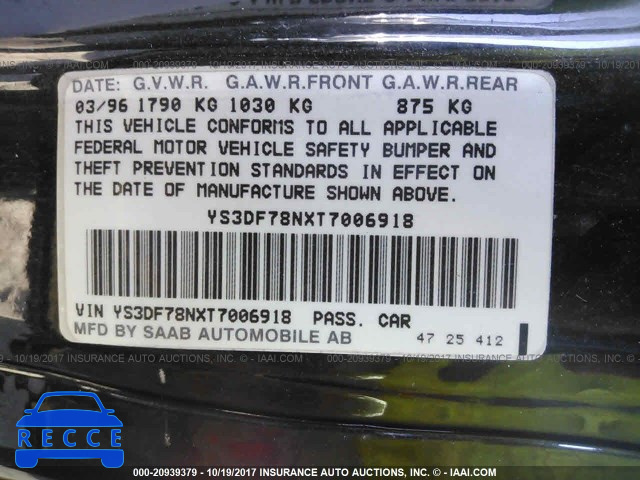 DATE: G.V.W.R. G.A.W.R.FRONT G.A.W.R.REAR
03/96 1790 KG 1030 KG 875 KG
THIS VEHICLE CONFORMS TO ALL APPLICABLE
FEDERAL MOTOR VEHICLE SAFETY BUMPER AND
THEFT PREVENTION STANDARDS IN EFFECT ON
THE DATE OF MANUFACTURE SHOWN ABOVE.
YS3DF78NXT7006918
VIN YS3DF78NXT7006918 PASS. CAR
MFD BY SAAB AUTOMOBILE AB 47 25 412
RECCE
000-20939379 - 10/19/2017 INSURANCE AUTO AUCTIONS, INC. © - IAAI.COM